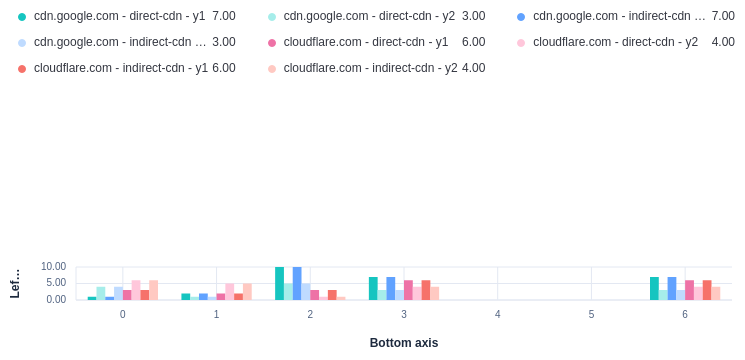 cdn.google.com - direct-cdn - y1 7.00
cdn.google.com - direct-cdn - y2 3.00
cdn.google.com - indirect-cdn … 7.00
cdn.google.com - indirect-cdn … 3.00
cloudflare.com - direct-cdn - y1 6.00
cloudflare.com - direct-cdn - y2 4.00
cloudflare.com - indirect-cdn - y1 6.00
cloudflare.com - indirect-cdn - y2 4.00
Lef…
10.00
5.00
0.00
0 1 2 3 4 5 6
Bottom axis